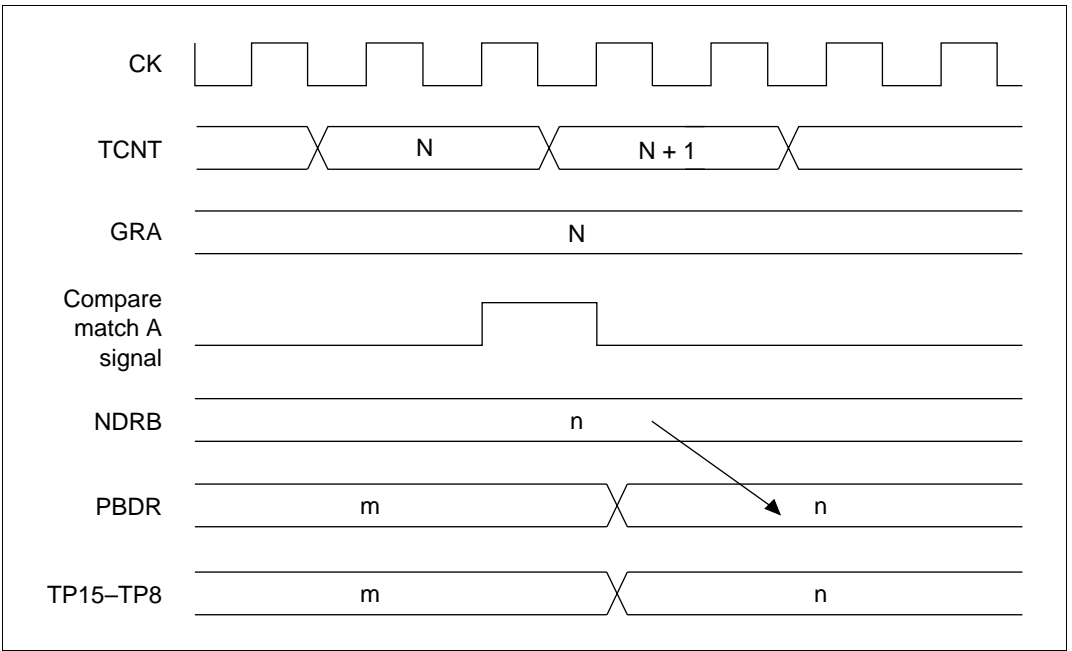 CK
TCNT
N
N + 1
GRA
N
Compare
match A
signal
NDRB
n
PBDR
m
n
TP15–TP8
m
n